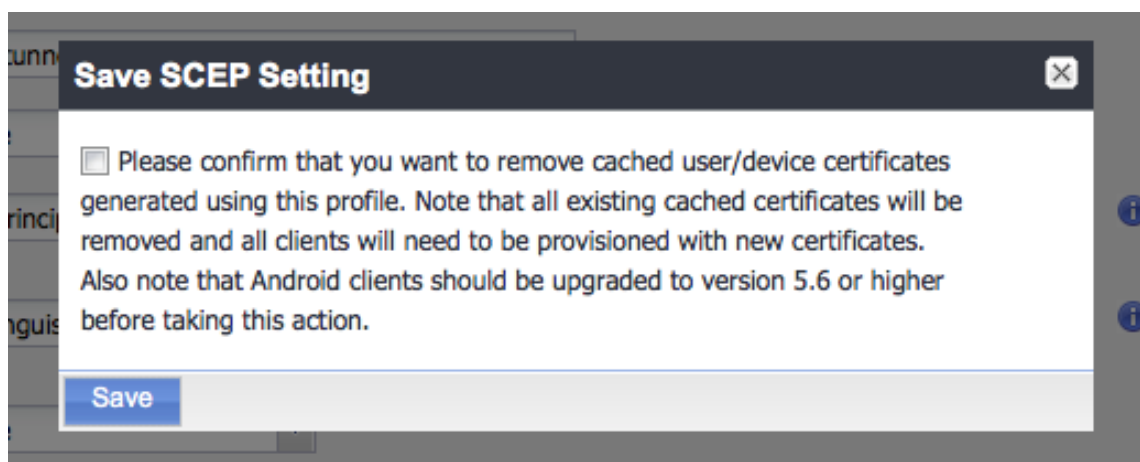 tunn
Save SCEP Setting
Please confirm that you want to remove cached user/device certificates
generated using this profile. Note that all existing cached certificates will be
removed and all clients will need to be provisioned with new certificates.
Also note that Android clients should be upgraded to version 5.6 or higher
before taking this action.
rincip
nguis
Save